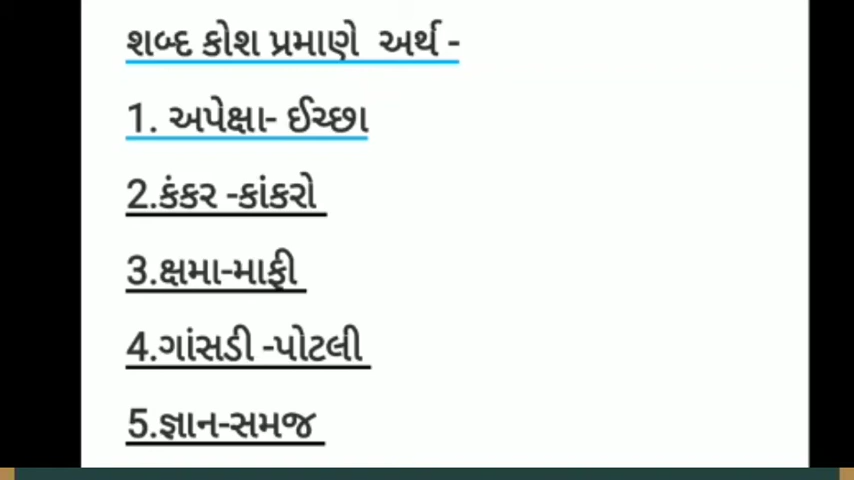 શબ્દ કોશ પ્રમાણે  અર્થ -
1. અપેક્ષા- ઈચ્છા
2.કંકર -કાંકરો
3.ક્ષમા-માફી
4.ગાંસડી -પોટલી
5.જ્ઞાન-સમજ